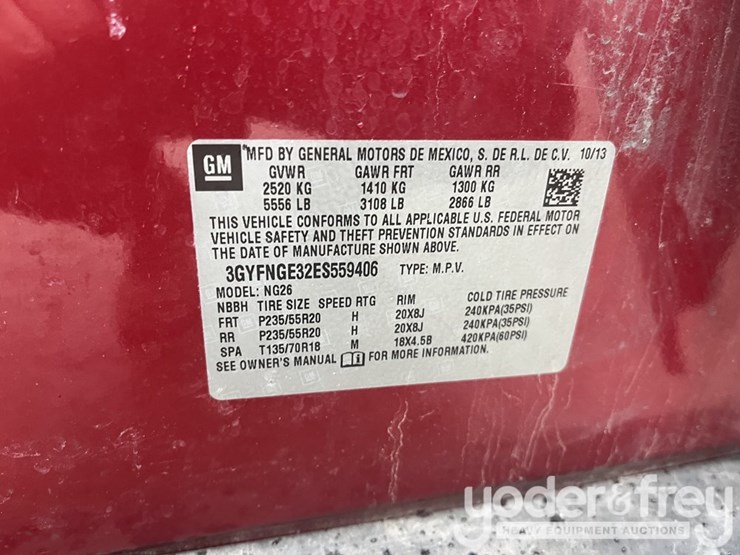 GM
MFD BY GENERAL MOTORS DE MEXICO, S. DE R.L. DE C.V. 10/13
GVWR GAWR FRT GAWR RR
2520 KG 1410 KG 1300 KG
5556 LB 3108 LB 2866 LB
THIS VEHICLE CONFORMS TO ALL APPLICABLE U.S. FEDERAL MOTOR
VEHICLE SAFETY AND THEFT PREVENTION STANDARDS IN EFFECT ON
THE DATE OF MANUFACTURE SHOWN ABOVE.
3GYFNGE32ES559406 TYPE: M.P.V.
MODEL: NG26
NBBH TIRE SIZE SPEED RTG RIM COLD TIRE PRESSURE
FRT P235/55R20 H 20X8J 240KPA(35PSI)
RR P235/55R20 H 20X8J 240KPA(35PSI)
SPA T135/70R18 M 18X4.5B 420KPA(60PSI)
SEE OWNER'S MANUAL FOR MORE INFORMATION.
yoder&frey
HEAVY EQUIPMENT AUCTIONS